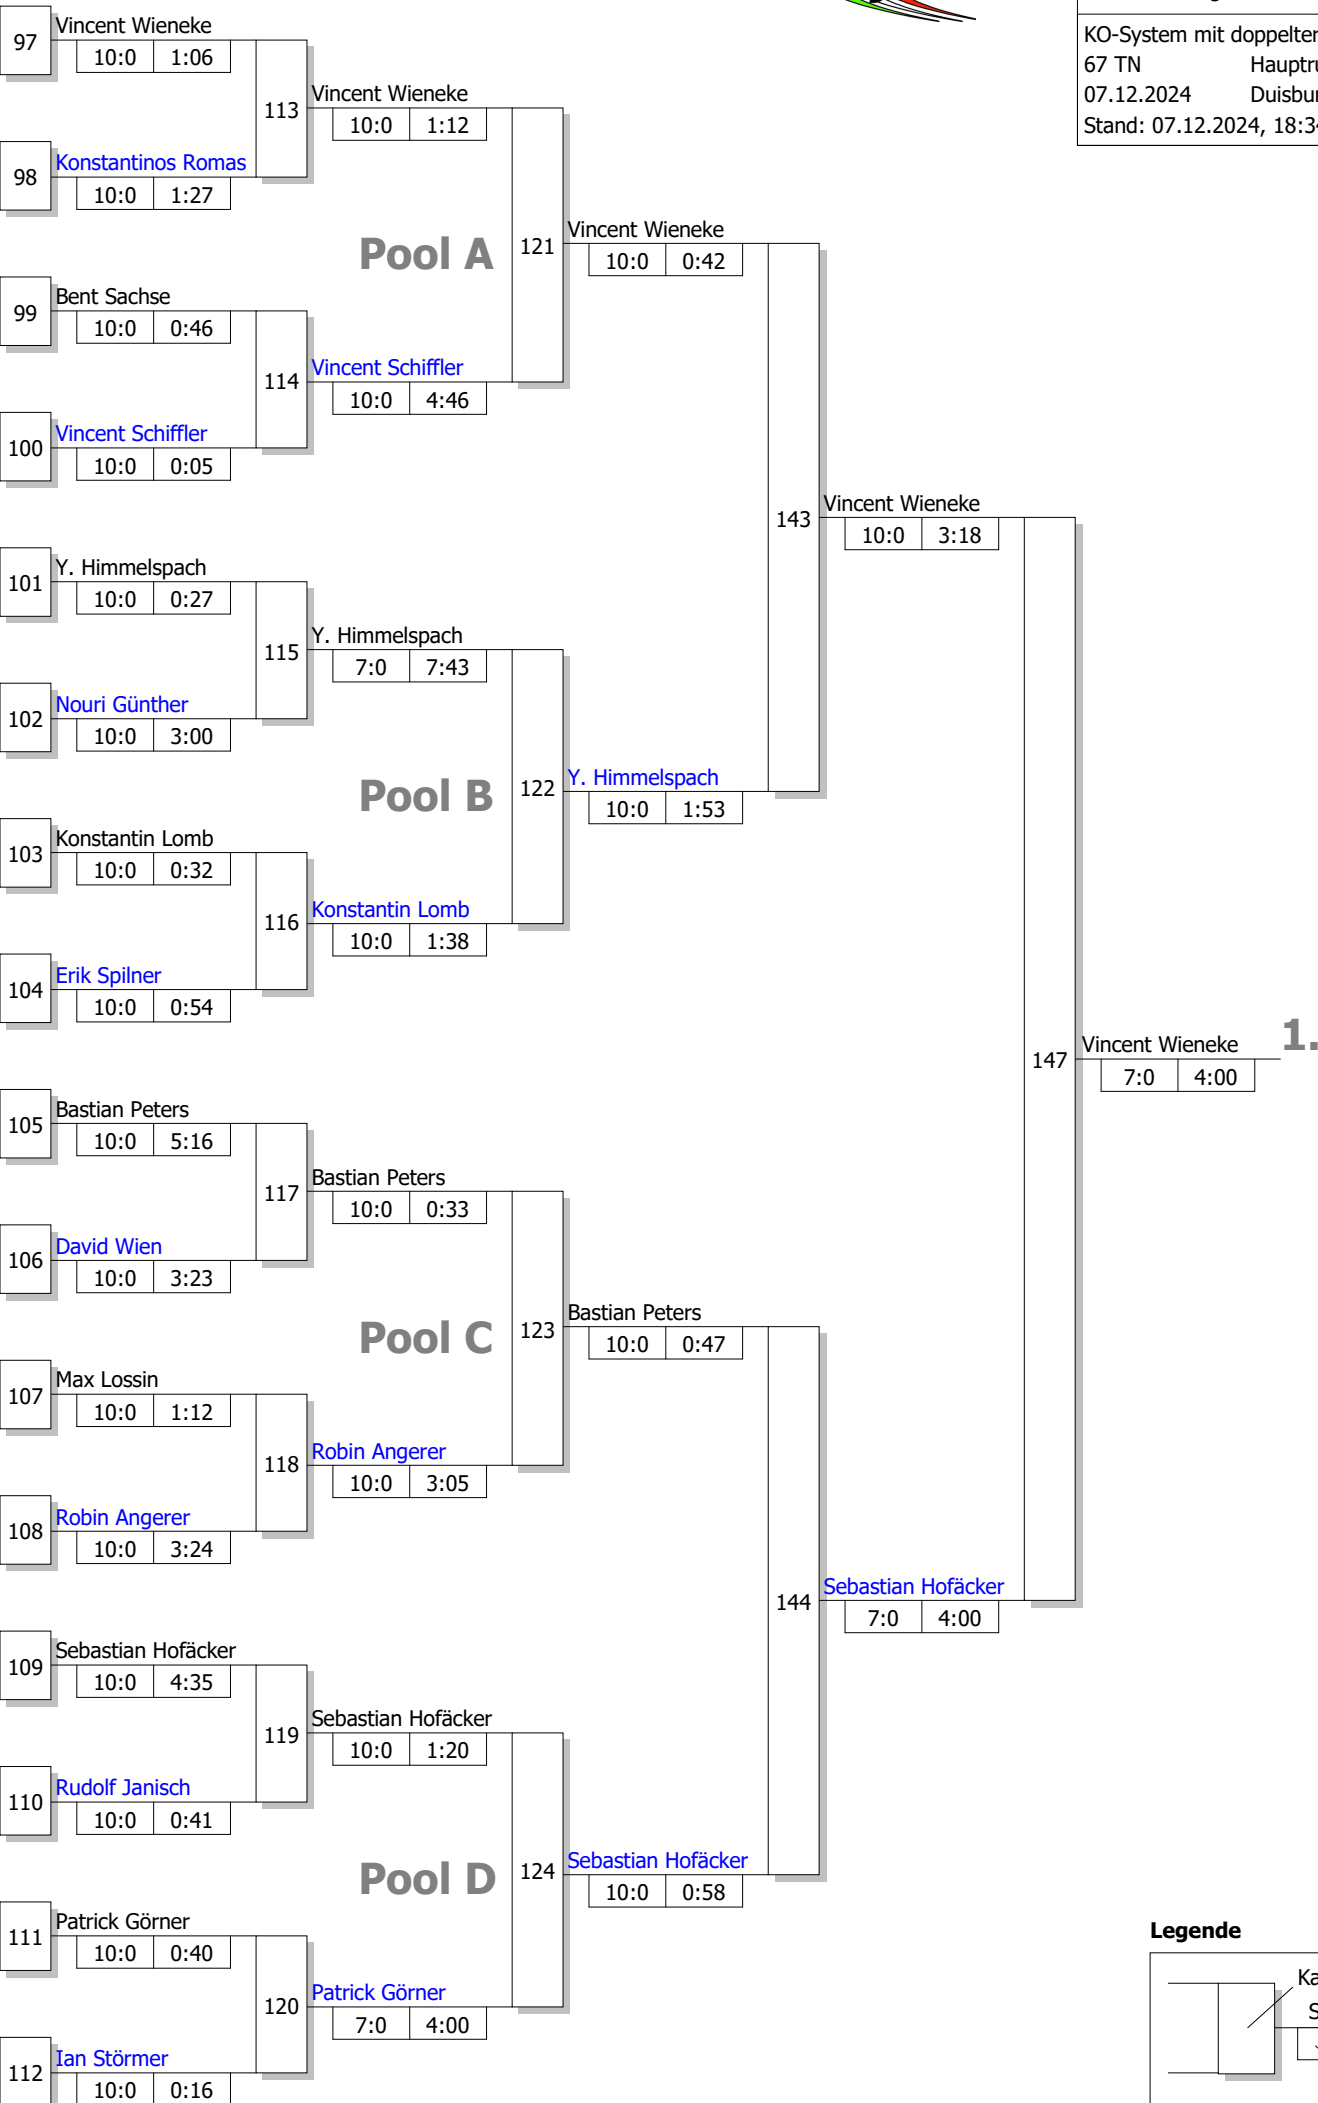 KO-System mit doppelter
67 TN
07.12.2024
Stand: 07.12.2024, 18:3
97
Vincent Wieneke
10:0 1:06
113
Vincent Wieneke
10:0 1:12
98
Konstantinos Romas
10:0 1:27
Pool A
121
Vincent Wieneke
10:0 0:42
99
Bent Sachse
10:0 0:46
114
Vincent Schiffler
10:0 4:46
100
Vincent Schiffler
10:0 0:05
143
Vincent Wieneke
10:0 3:18
101
Y. Himmelspach
10:0 0:27
115
Y. Himmelspach
7:0 7:43
102
Nouri Günther
10:0 3:00
Pool B
122
Y. Himmelspach
10:0 1:53
103
Konstantin Lomb
10:0 0:32
116
Konstantin Lomb
10:0 1:38
104
Erik Spilner
10:0 0:54
147
Vincent Wieneke
7:0 4:00
1.
105
Bastian Peters
10:0 5:16
117
Bastian Peters
10:0 0:33
106
David Wien
10:0 3:23
Pool C
123
Bastian Peters
10:0 0:47
107
Max Lossin
10:0 1:12
118
Robin Angerer
10:0 3:05
108
Robin Angerer
10:0 3:24
144
Sebastian Hofäcker
7:0 4:00
109
Sebastian Hofäcker
10:0 4:35
119
Sebastian Hofäcker
10:0 1:20
110
Rudolf Janisch
10:0 0:41
Pool D
124
Sebastian Hofäcker
10:0 0:58
111
Patrick Görner
10:0 0:40
120
Patrick Görner
7:0 4:00
112
Ian Störmer
10:0 0:16
Legende